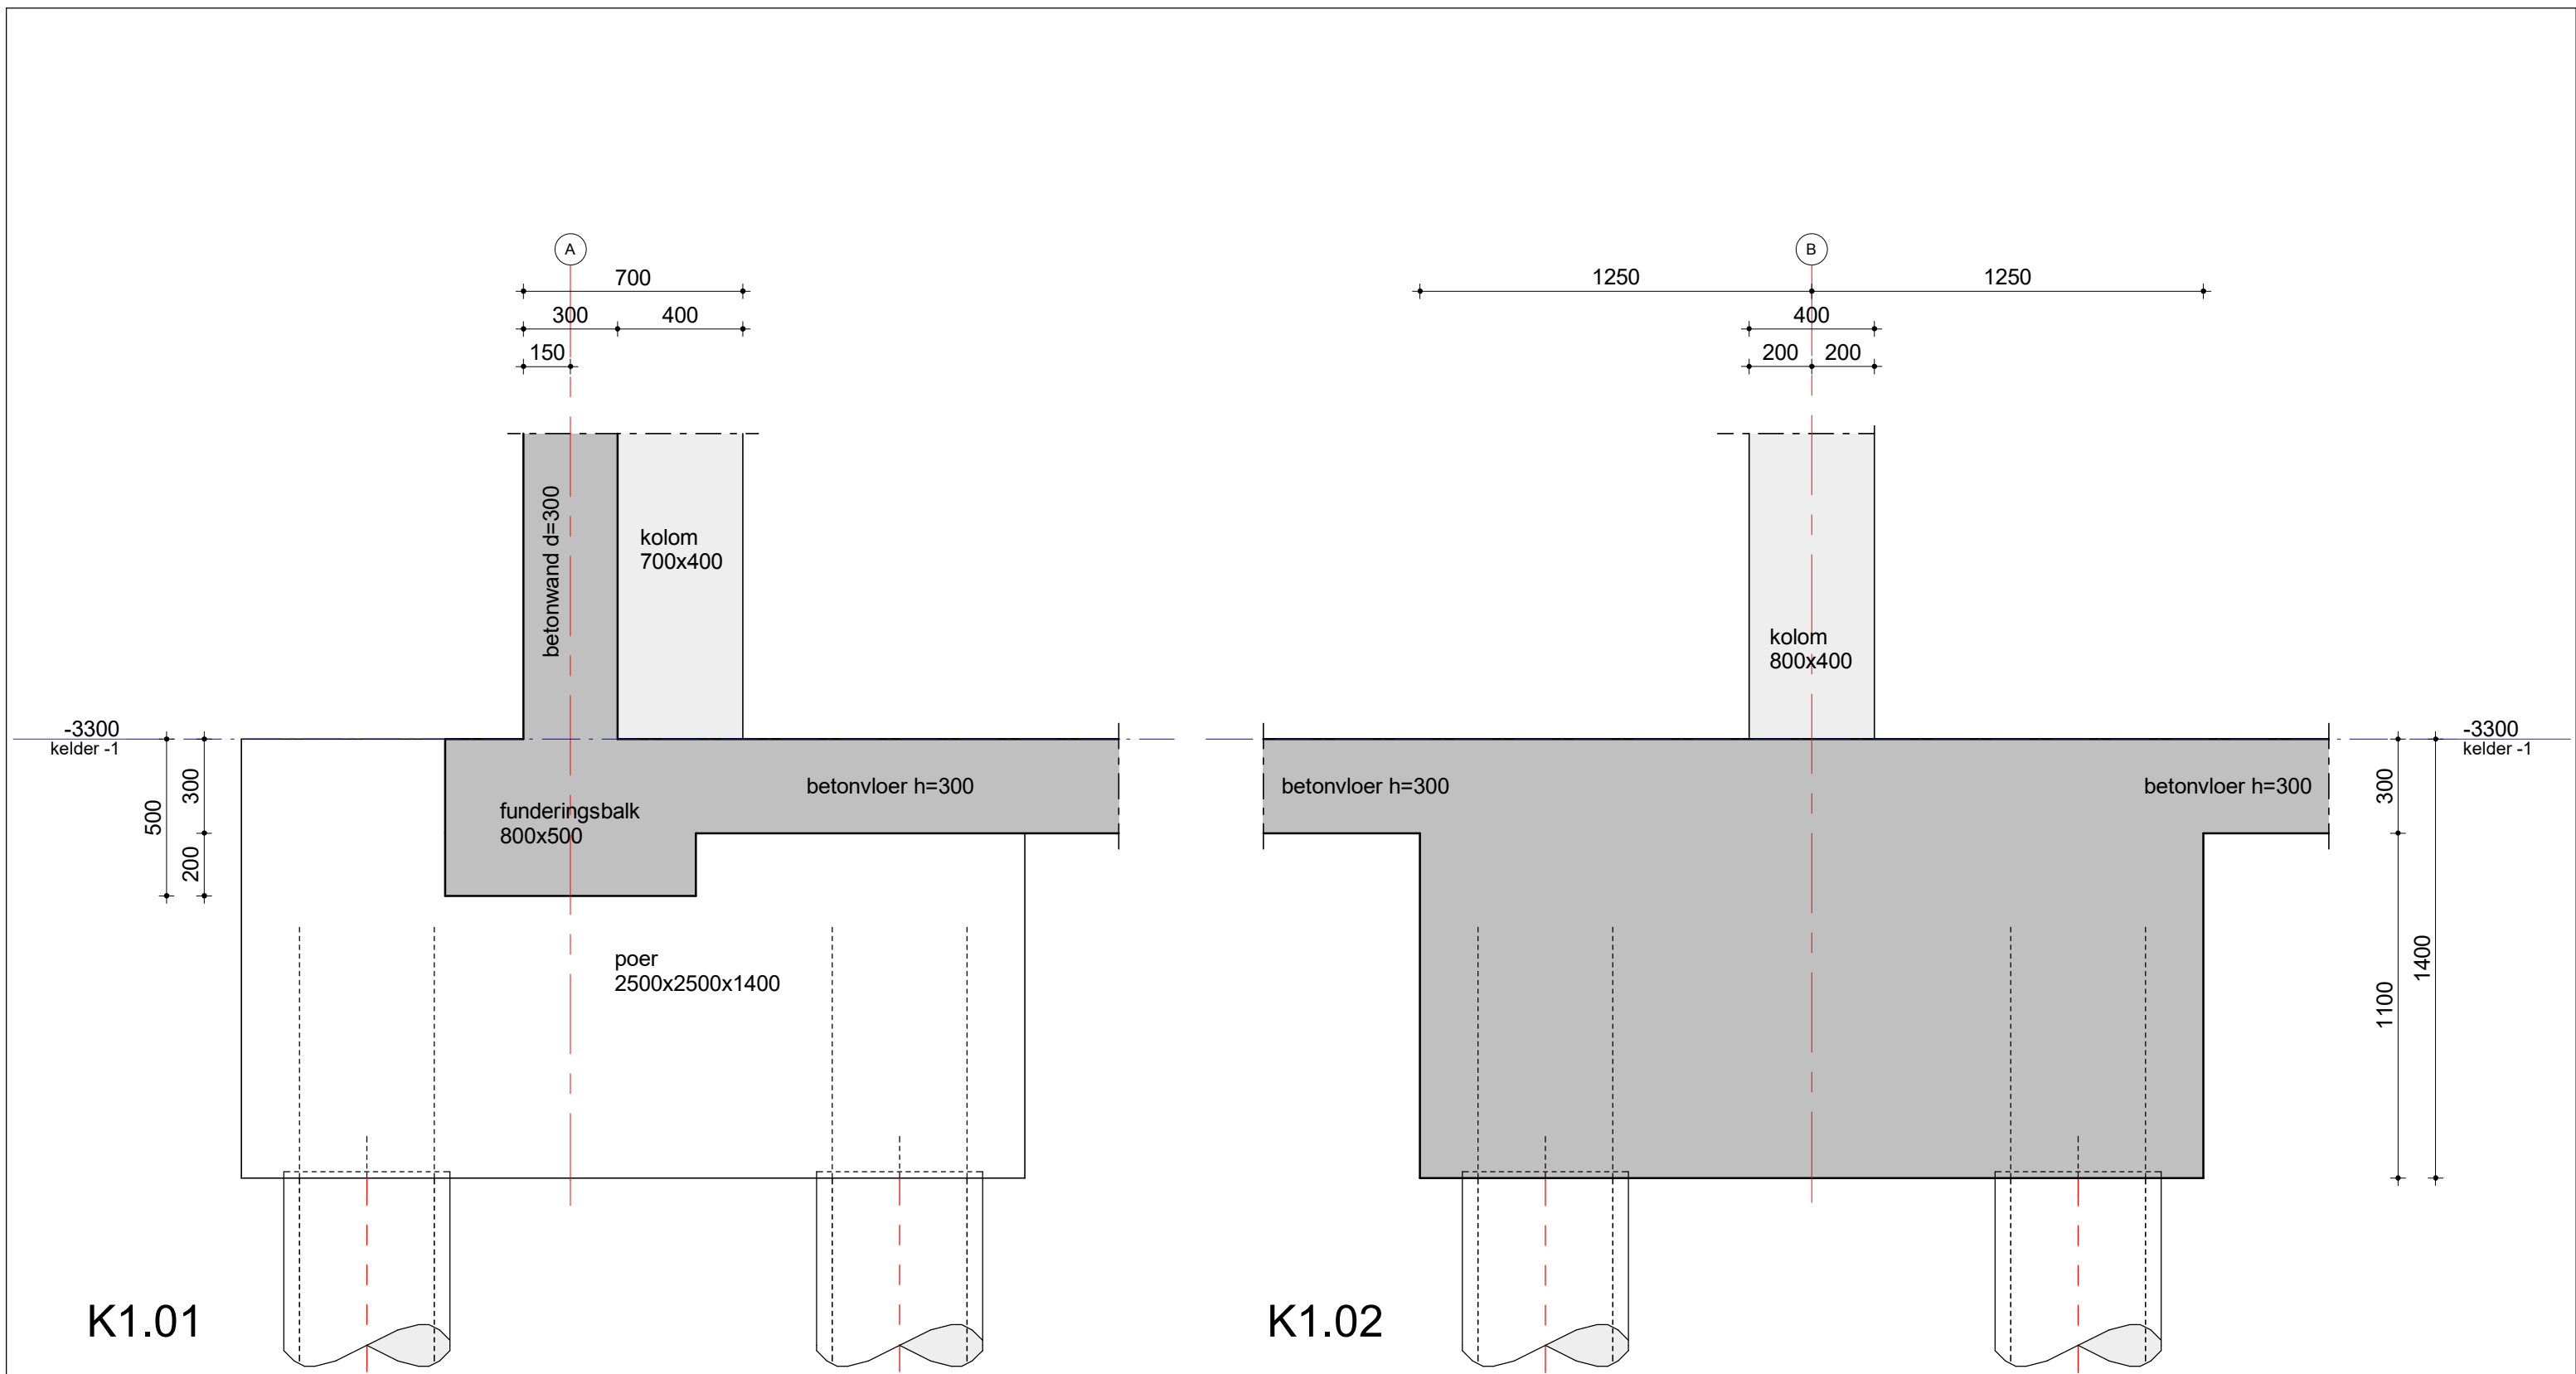 A
700
300
400
150
betonwand d=300
kolom
700x400
-3300
kelder -1
500
300
200
funderingsbalk
800x500
betonvloer h=300
poer
2500x2500x1400
K1.01
B
1250
1250
400
200
200
kolom
800x400
betonvloer h=300
betonvloer h=300
-3300
kelder -1
300
1100
1400
K1.02